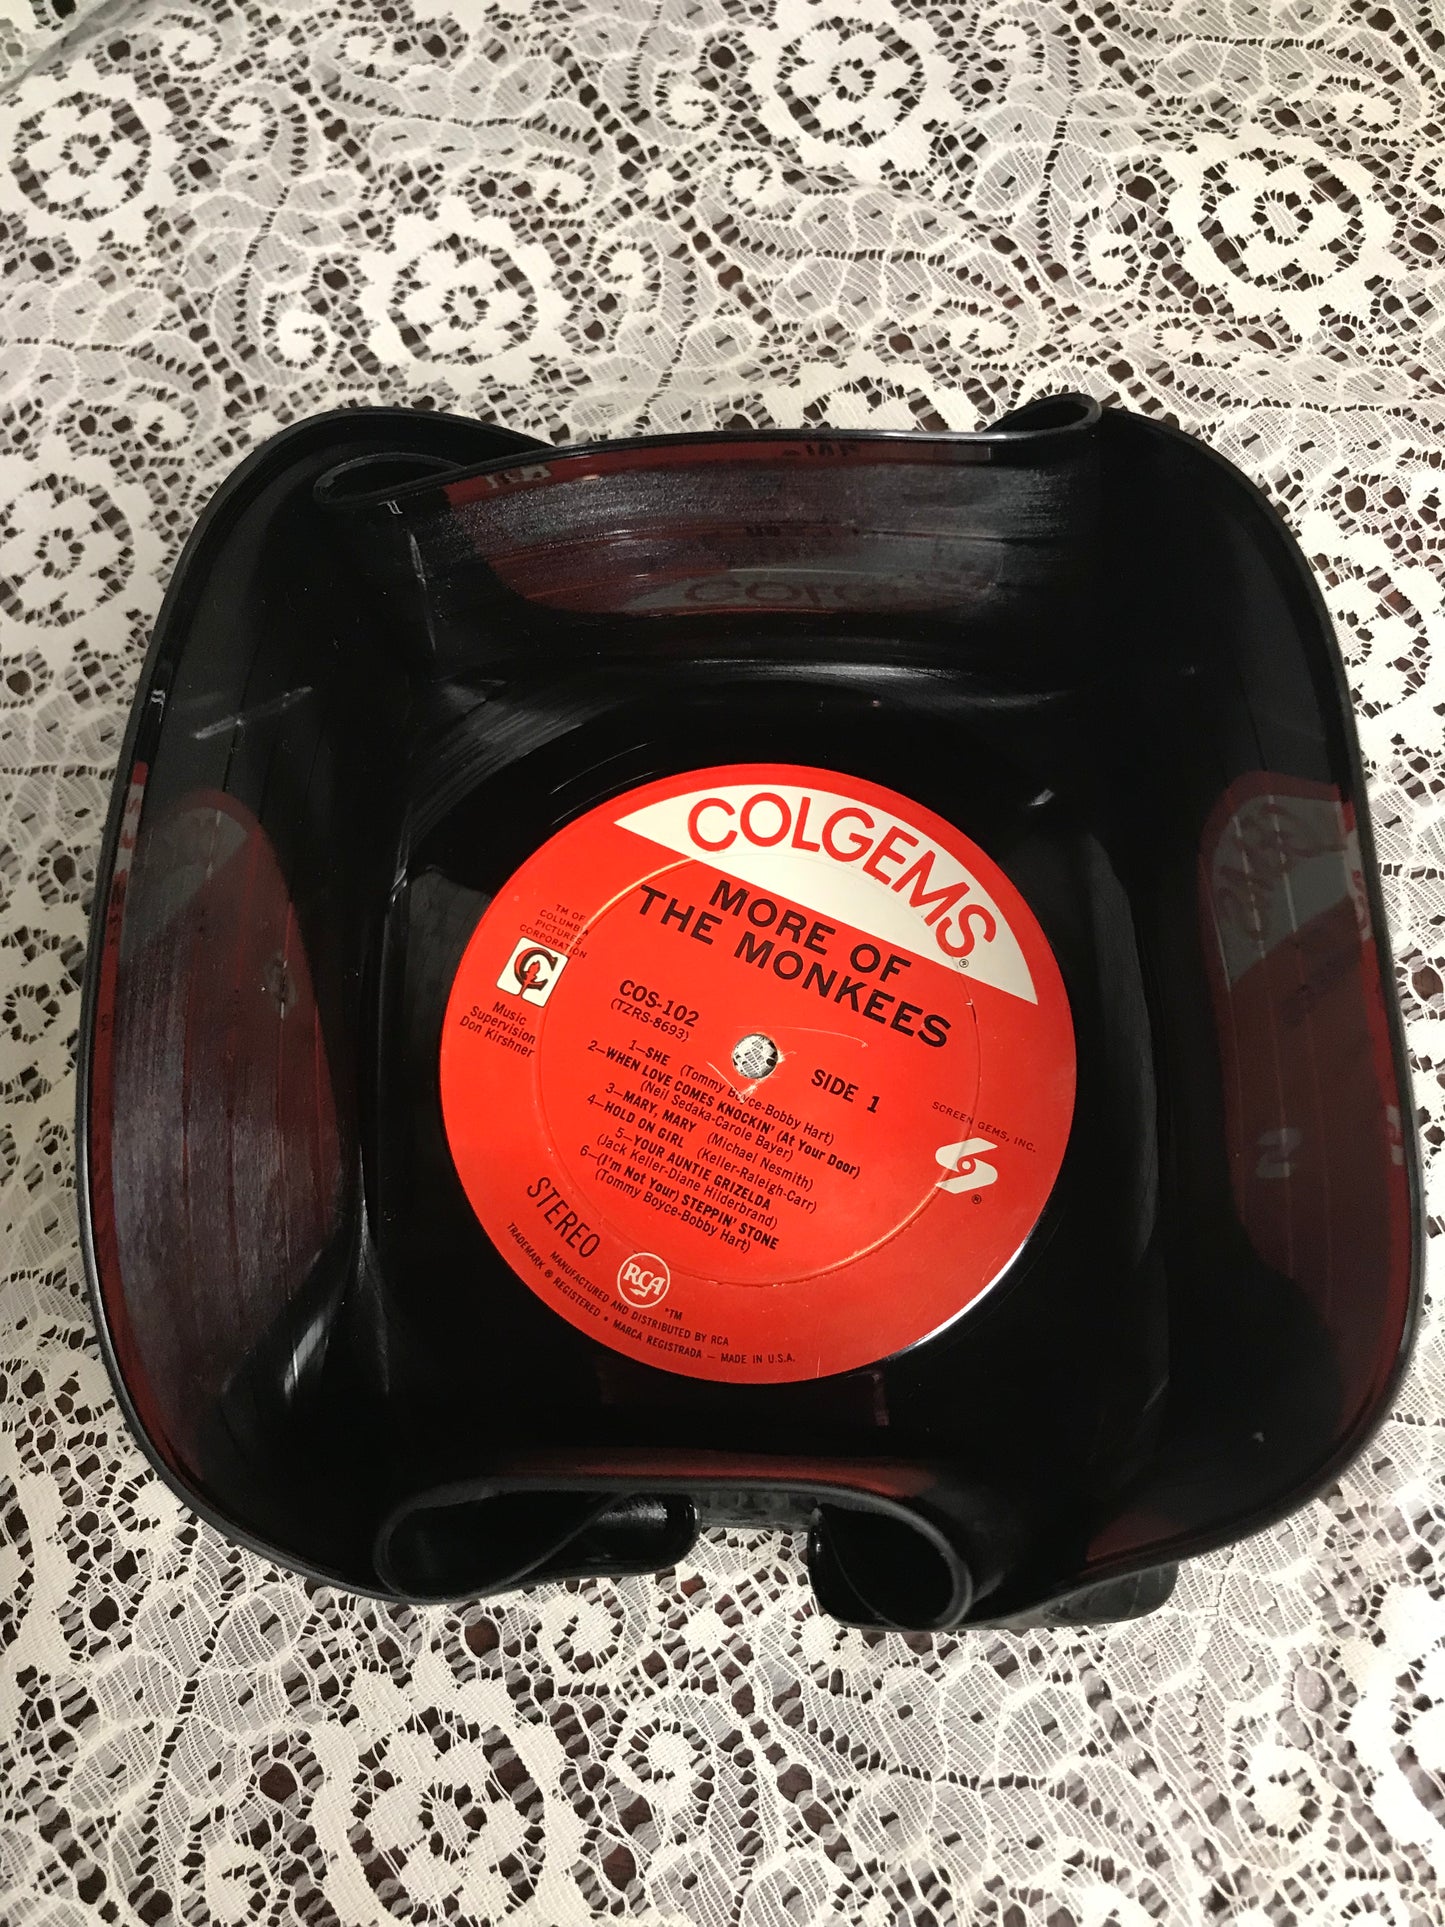 COLGEMS®
MORE OF
THE MONKEES
TM OF
COLUMBIA
PICTURES
CORPORATION
Music
Supervision
Don Kirshner
COS-102
(TZRS-8693)
SIDE 1
1—SHE (Tommy Boyce-Bobby Hart)
2—WHEN LOVE COMES KNOCKIN' (At Your Door)
(Neil Sedaka-Carole Bayer)
3—MARY, MARY (Michael Nesmith)
4—HOLD ON GIRL (Keller-Raleigh-Carr)
5—YOUR AUNTIE GRIZELDA
(Jack Keller-Diane Hilderbrand)
6—(I'm Not Your) STEPPIN' STONE
(Tommy Boyce-Bobby Hart)
SCREEN GEMS, INC.
®
STEREO
RCA
®TM
MANUFACTURED AND DISTRIBUTED BY RCA
TRADEMARK ® REGISTERED • MARCA REGISTRADA — MADE IN U.S.A.